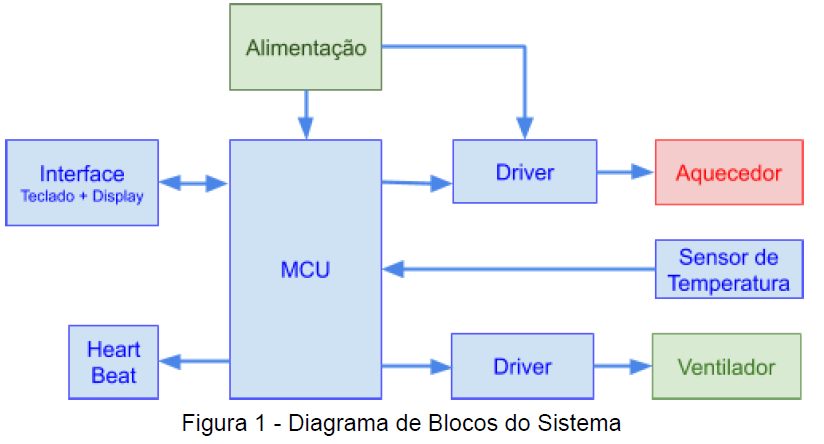 Alimentação
Interface
Teclado + Display
Driver
Aquecedor
MCU
Sensor de
Temperatura
Heart
Beat
Driver
Ventilador
Figura 1 - Diagrama de Blocos do Sistema